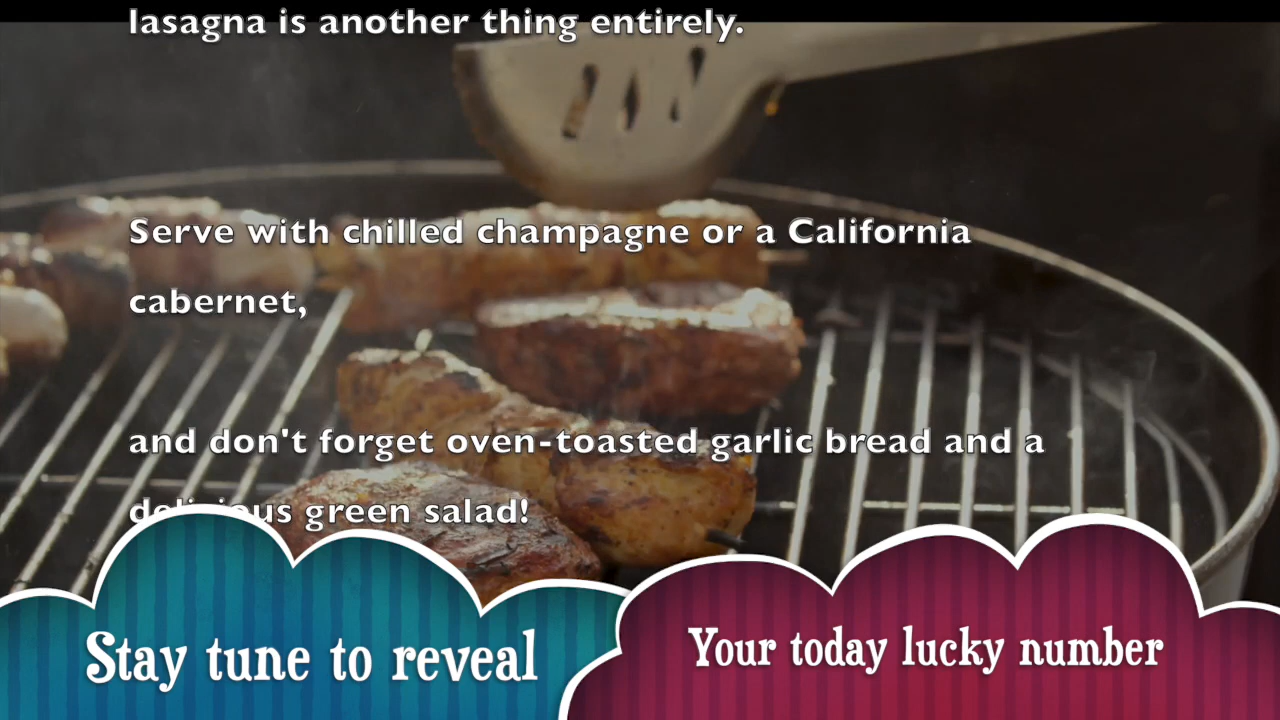 lasagna is another thing entirely.
Serve with chilled champagne or a California
cabernet,
and don't forget oven-toasted garlic bread and a
delicious green salad!
Stay tune to reveal
Your today lucky number